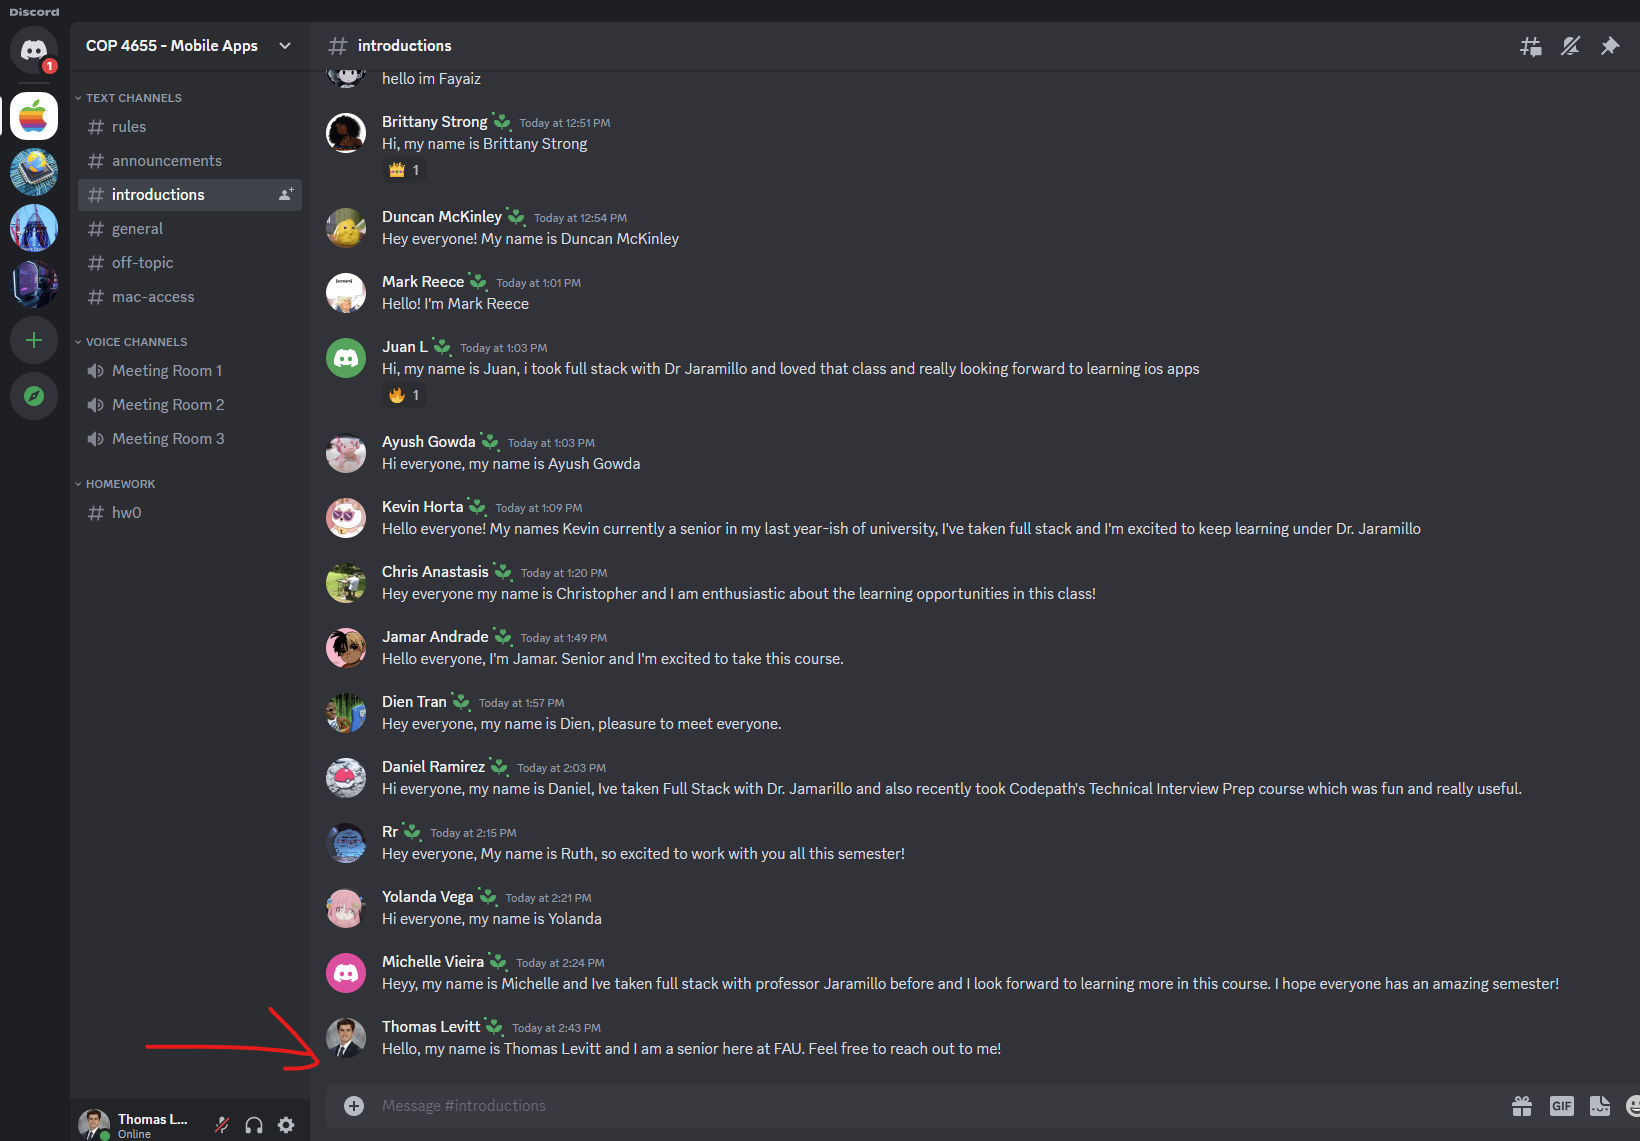 Discord
1
COP 4655 - Mobile Apps
TEXT CHANNELS
rules
announcements
introductions
general
off-topic
mac-access
VOICE CHANNELS
Meeting Room 1
Meeting Room 2
Meeting Room 3
HOMEWORK
hw0
Thomas L...
Online
introductions
hello im Fayaiz
Brittany Strong Today at 12:51 PM
Hi, my name is Brittany Strong
1
Duncan McKinley Today at 12:54 PM
Hey everyone! My name is Duncan McKinley
Mark Reece Today at 1:01 PM
Hello! I'm Mark Reece
Juan L Today at 1:03 PM
Hi, my name is Juan, i took full stack with Dr Jaramillo and loved that class and really looking forward to learning ios apps
1
Ayush Gowda Today at 1:03 PM
Hi everyone, my name is Ayush Gowda
Kevin Horta Today at 1:09 PM
Hello everyone! My names Kevin currently a senior in my last year-ish of university, I've taken full stack and I'm excited to keep learning under Dr. Jaramillo
Chris Anastasis Today at 1:20 PM
Hey everyone my name is Christopher and I am enthusiastic about the learning opportunities in this class!
Jamar Andrade Today at 1:49 PM
Hello everyone, I'm Jamar. Senior and I'm excited to take this course.
Dien Tran Today at 1:57 PM
Hey everyone, my name is Dien, pleasure to meet everyone.
Daniel Ramirez Today at 2:03 PM
Hi everyone, my name is Daniel, Ive taken Full Stack with Dr. Jamarillo and also recently took Codepath's Technical Interview Prep course which was fun and really useful.
Rr Today at 2:15 PM
Hey everyone, My name is Ruth, so excited to work with you all this semester!
Yolanda Vega Today at 2:21 PM
Hi everyone, my name is Yolanda
Michelle Vieira Today at 2:24 PM
Heyy, my name is Michelle and Ive taken full stack with professor Jaramillo before and I look forward to learning more in this course. I hope everyone has an amazing semester!
Thomas Levitt Today at 2:43 PM
Hello, my name is Thomas Levitt and I am a senior here at FAU. Feel free to reach out to me!
Message #introductions
GIF